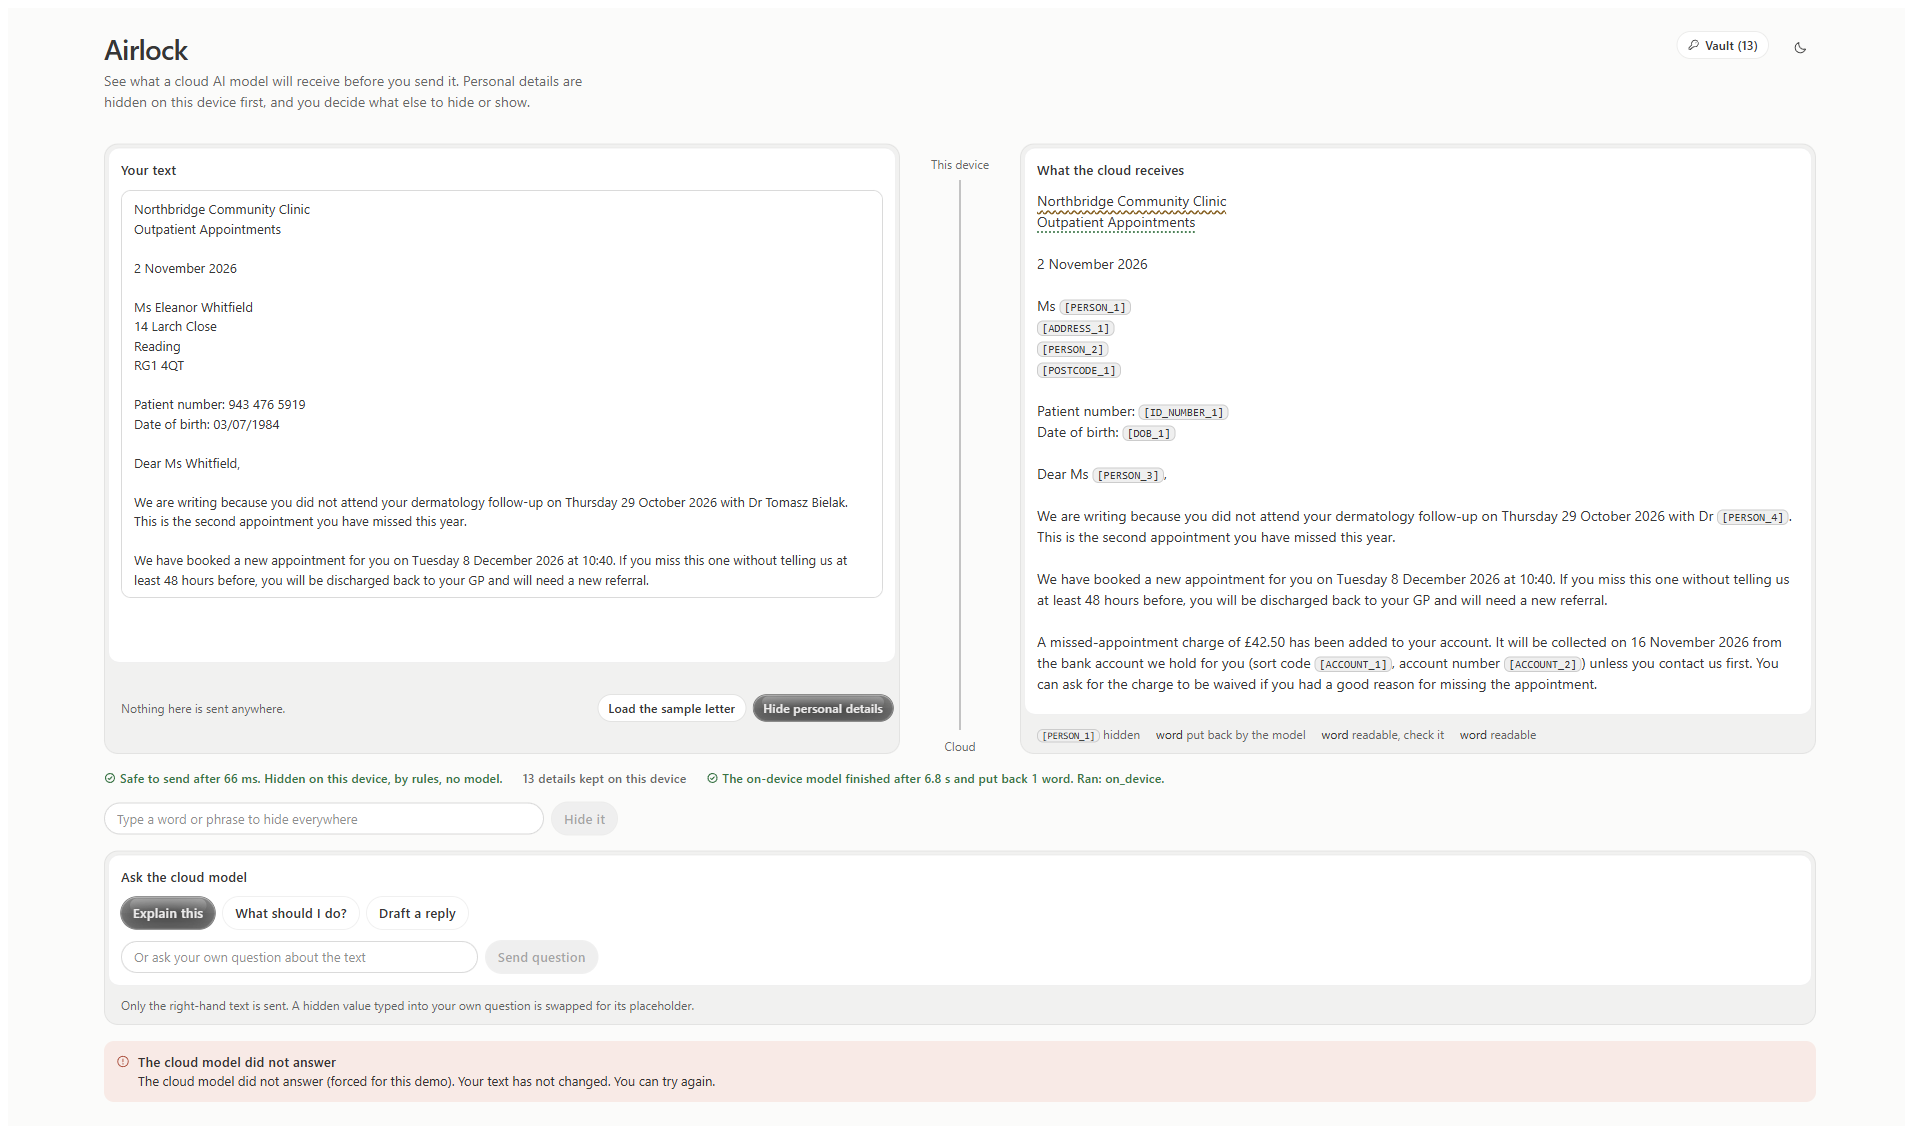 Airlock
Vault (13)
See what a cloud AI model will receive before you send it. Personal details are
hidden on this device first, and you decide what else to hide or show.
Your text
Northbridge Community Clinic
Outpatient Appointments
2 November 2026
Ms Eleanor Whitfield
14 Larch Close
Reading
RG1 4QT
Patient number: 943 476 5919
Date of birth: 03/07/1984
Dear Ms Whitfield,
We are writing because you did not attend your dermatology follow-up on Thursday 29 October 2026 with Dr Tomasz Bielak.
This is the second appointment you have missed this year.
We have booked a new appointment for you on Tuesday 8 December 2026 at 10:40. If you miss this one without telling us at
least 48 hours before, you will be discharged back to your GP and will need a new referral.
Nothing here is sent anywhere.
Load the sample letter
Hide personal details
This device
Cloud
What the cloud receives
Northbridge Community Clinic
Outpatient Appointments
2 November 2026
Ms [PERSON_1]
[ADDRESS_1]
[PERSON_2]
[POSTCODE_1]
Patient number: [ID_NUMBER_1]
Date of birth: [DOB_1]
Dear Ms [PERSON_3],
We are writing because you did not attend your dermatology follow-up on Thursday 29 October 2026 with Dr [PERSON_4].
This is the second appointment you have missed this year.
We have booked a new appointment for you on Tuesday 8 December 2026 at 10:40. If you miss this one without telling us
at least 48 hours before, you will be discharged back to your GP and will need a new referral.
A missed-appointment charge of £42.50 has been added to your account. It will be collected on 16 November 2026 from
the bank account we hold for you (sort code [ACCOUNT_1], account number [ACCOUNT_2]) unless you contact us first. You
can ask for the charge to be waived if you had a good reason for missing the appointment.
[PERSON_1] hidden word put back by the model word readable, check it word readable
Safe to send after 66 ms. Hidden on this device, by rules, no model. 13 details kept on this device The on-device model finished after 6.8 s and put back 1 word. Ran: on_device.
Type a word or phrase to hide everywhere
Hide it
Ask the cloud model
Explain this
What should I do?
Draft a reply
Or ask your own question about the text
Send question
Only the right-hand text is sent. A hidden value typed into your own question is swapped for its placeholder.
The cloud model did not answer
The cloud model did not answer (forced for this demo). Your text has not changed. You can try again.